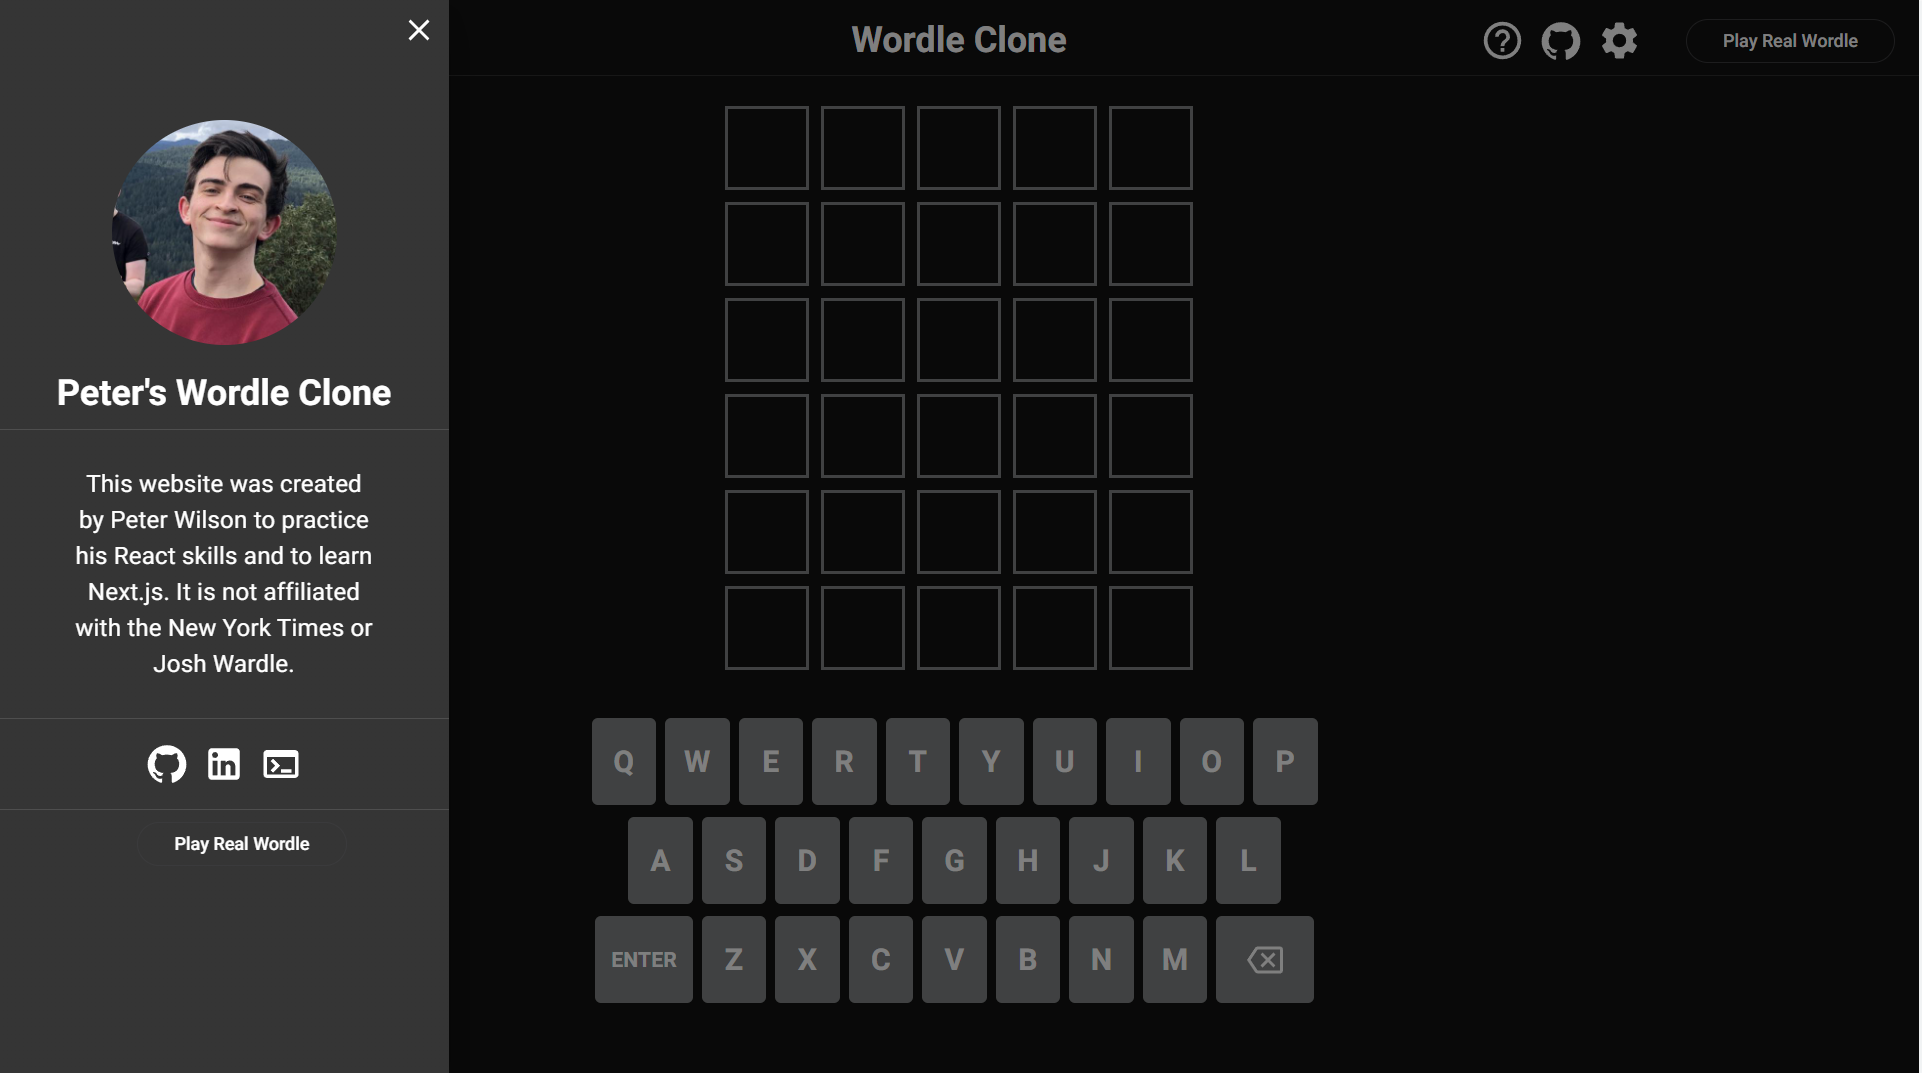 Peter's Wordle Clone
This website was created
by Peter Wilson to practice
his React skills and to learn
Next.js. It is not affiliated
with the New York Times or
Josh Wardle.
Play Real Wordle
Wordle Clone
Play Real Wordle
Q W E R T Y U I O P
A S D F G H J K L
ENTER Z X C V B N M